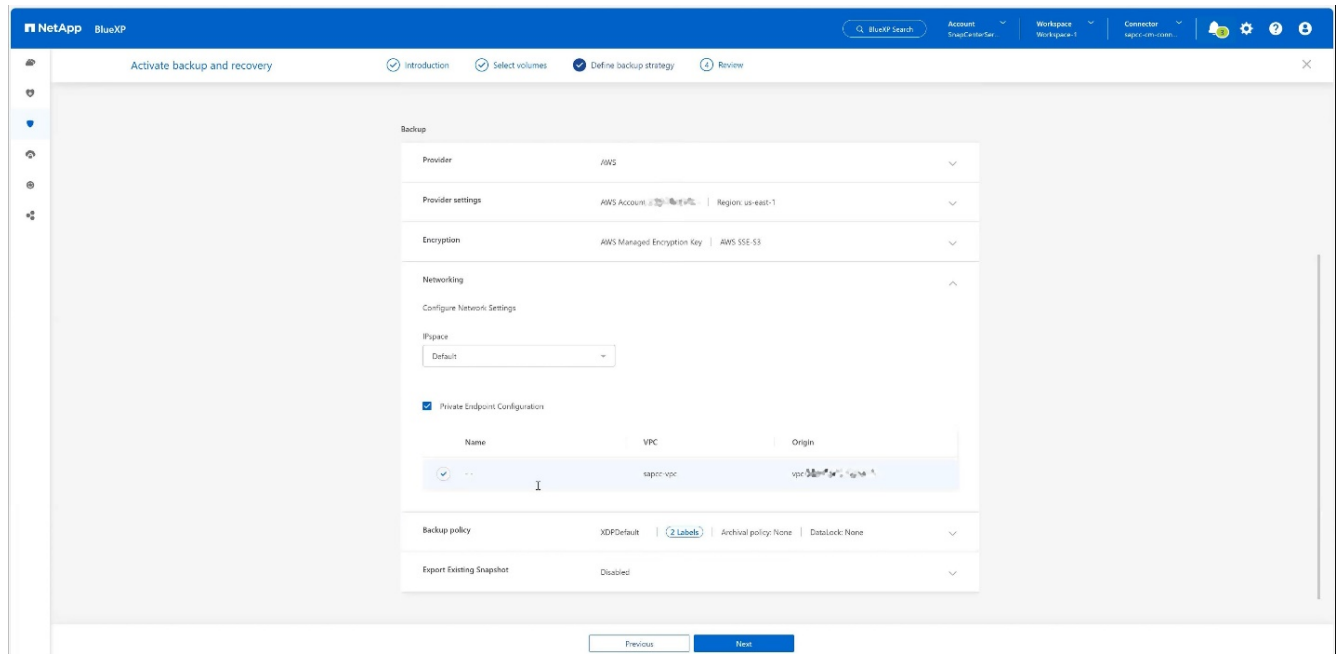 NetApp BlueXP BlueXP Search Account SnapCenterSer... Workspace Workspace-1 Connector sapcc-cm-conn...
Activate backup and recovery Introduction Select volumes Define backup strategy 4 Review
Backup
Provider AWS
Provider settings AWS Account | Region: us-east-1
Encryption AWS Managed Encryption Key | AWS SSE-S3
Networking
Configure Network Settings
IPspace
Default
Private Endpoint Configuration
Name VPC Origin
-- sapcc-vpc vpc
Backup policy XDPDefault | 2 Labels | Archival policy: None | DataLock: None
Export Existing Snapshot Disabled
Previous Next